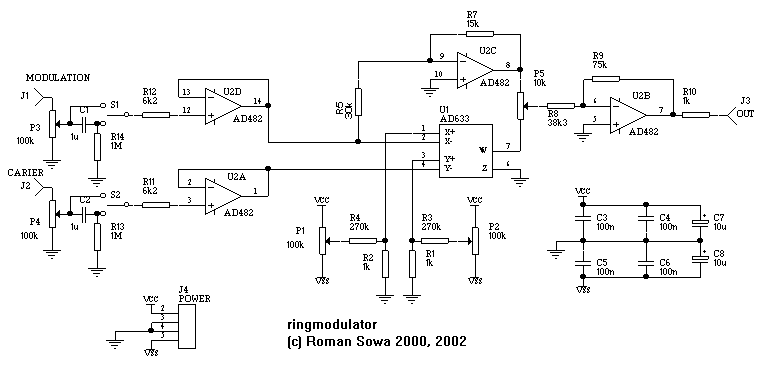 R7
15k
9
10
8
U2C
AD482
P5
10k
R9
75k
6
5
7
U2B
AD482
R10
1k
J3
OUT
R8
38k3
MODULATION
J1
S1
C1
1u
P3
100k
R14
1M
R12
6k2
13
12
14
U2D
AD482
R5
30k
U1
AD633
1
2
3
4
X+
X-
Y+
Y-
W
Z
7
6
CARIER
J2
S2
C2
1u
P4
100k
R13
1M
R11
6k2
2
3
1
U2A
AD482
Vcc
P1
100k
Vss
R4
270k
R2
1k
R3
270k
R1
1k
Vcc
P2
100k
Vss
Vcc
C3
100n
C4
100n
C7
10u
C5
100n
C6
100n
C8
10u
Vss
J4
POWER
Vcc
2
3
4
5
Vss
ringmodulator
(c) Roman Sowa 2000, 2002